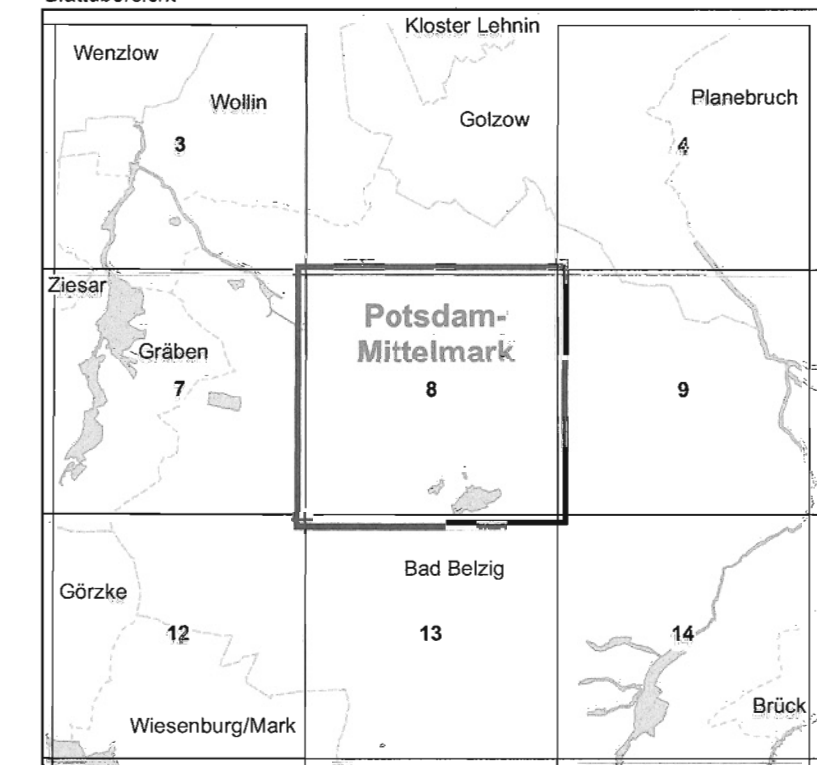 Kloster Lehnin
Wenzlow
Wollin
Planebruch
Golzow
3
4
Ziesar
Potsdam-
Mittelmark
Gräben
7
8
9
Bad Belzig
Görzke
12
13
14
Brück
Wiesenburg/Mark